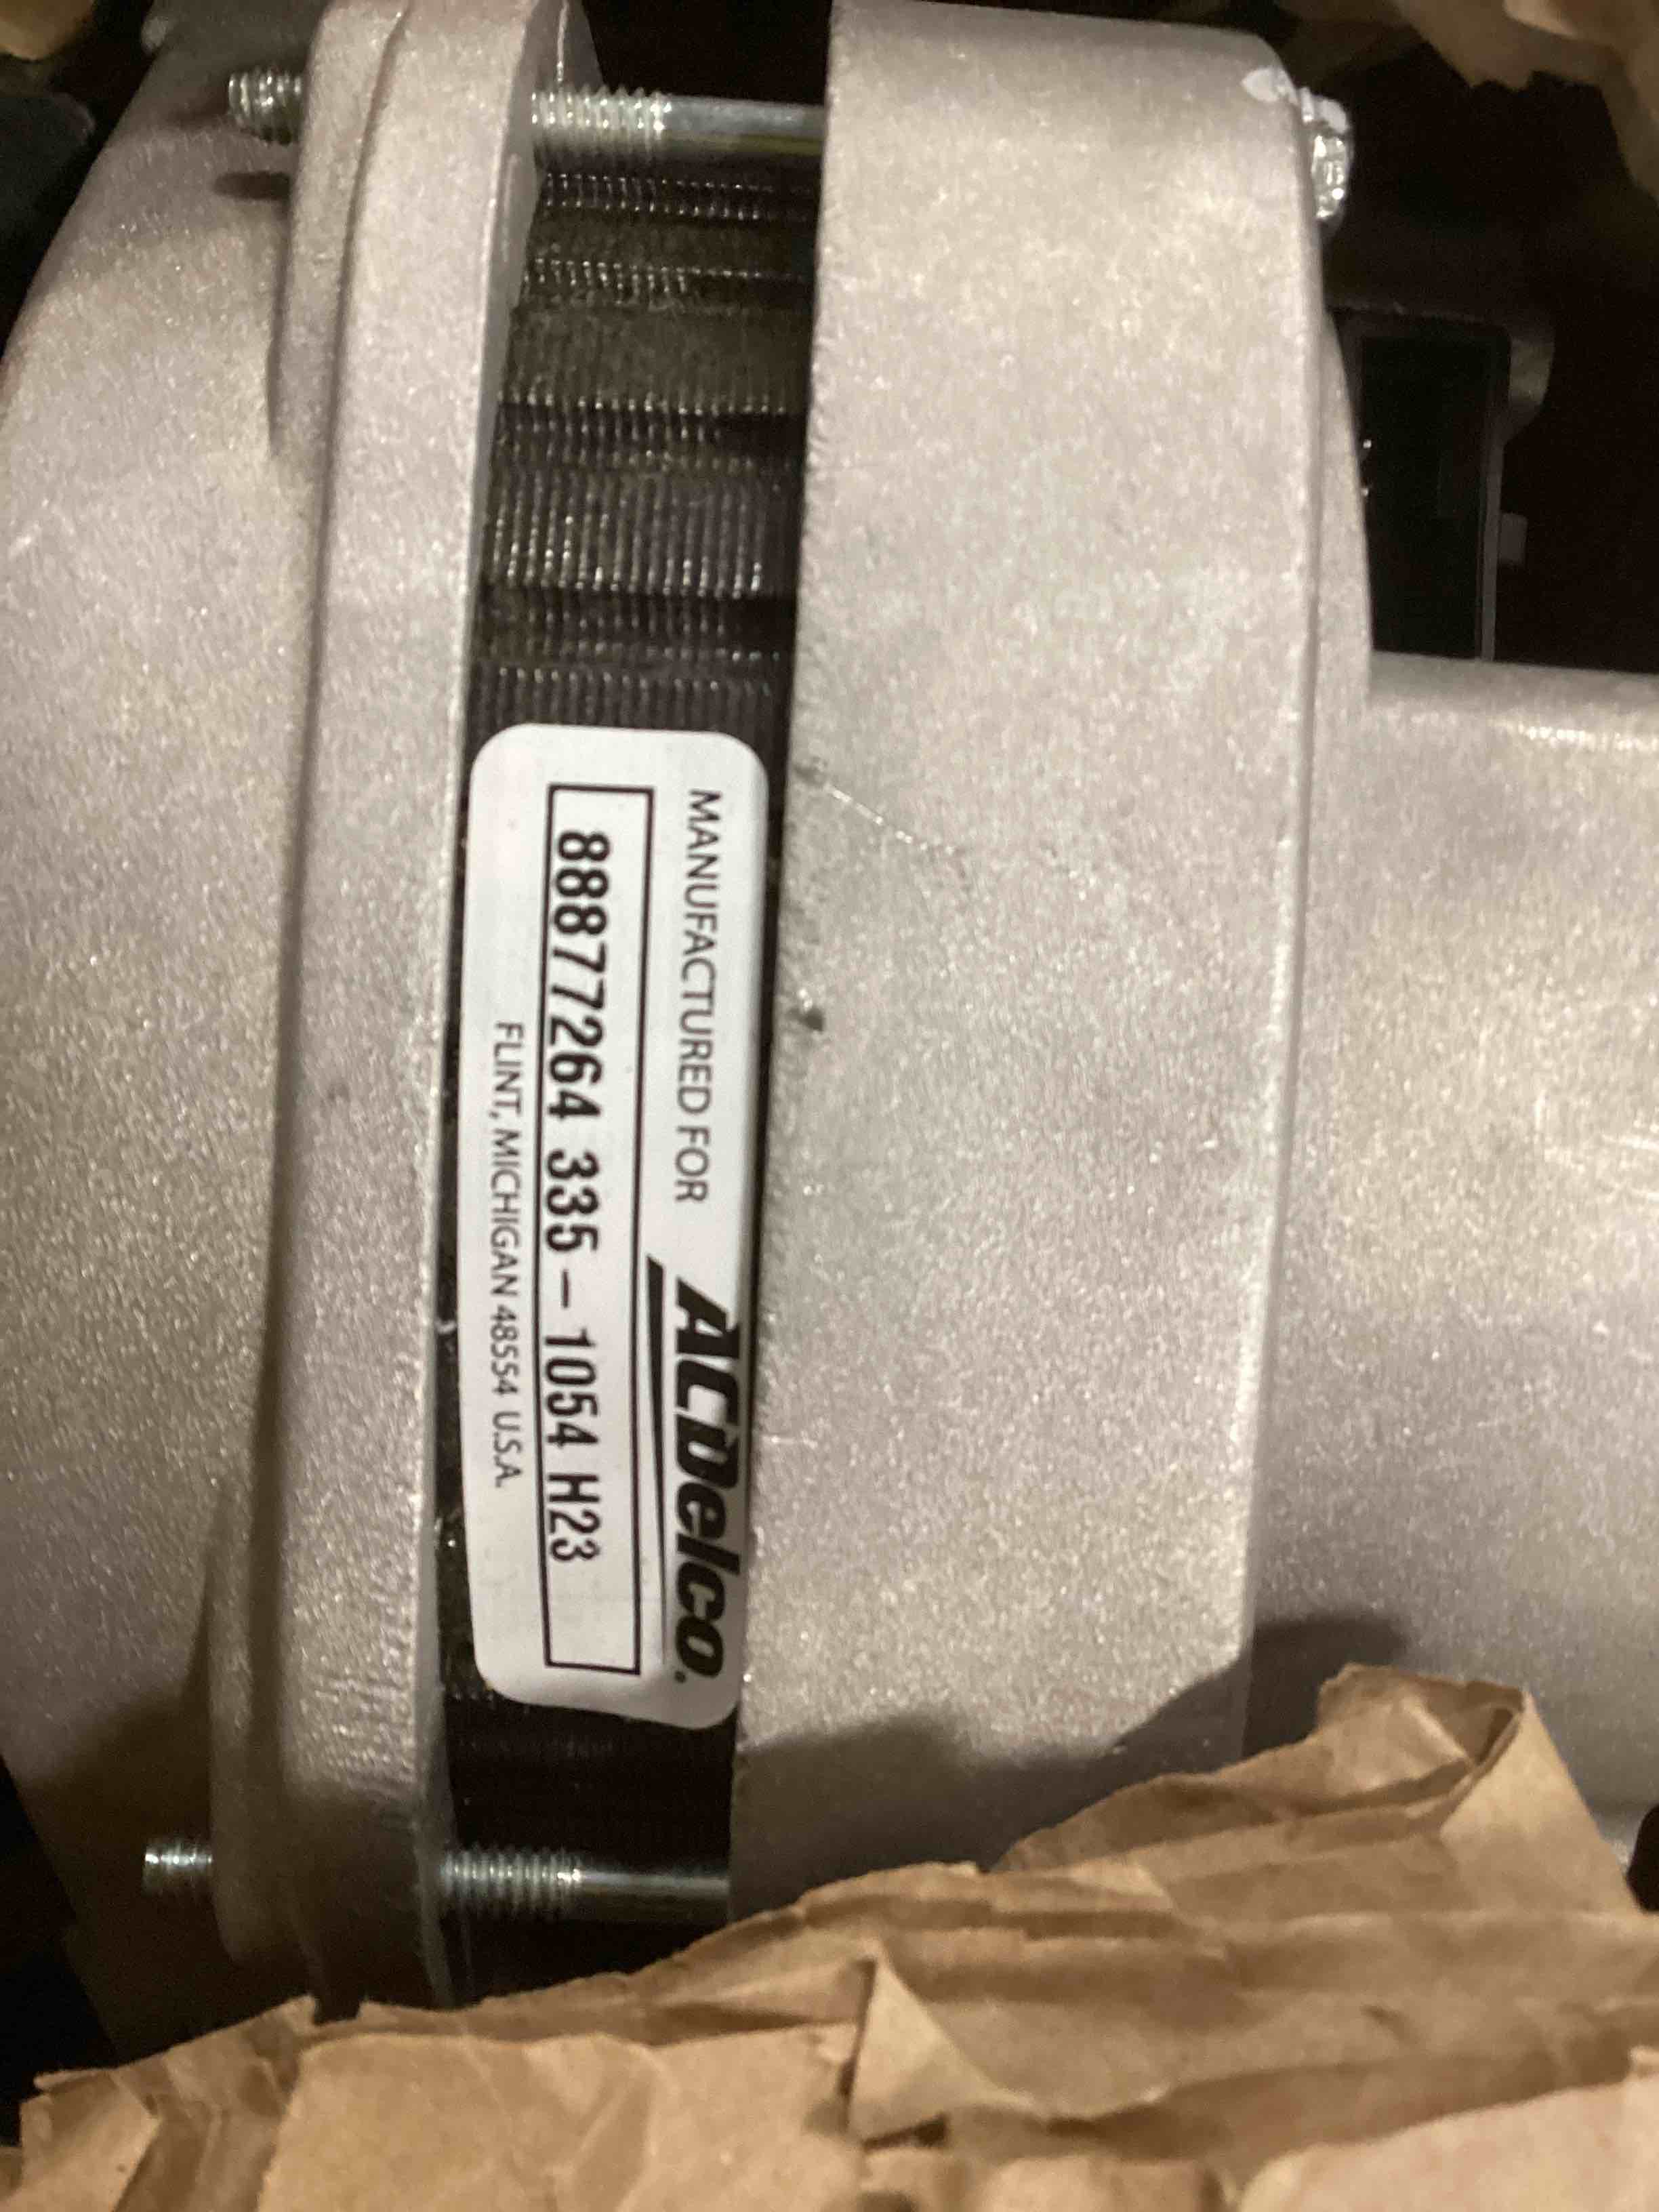 MANUFACTURED FOR ACDelco.
88877264 335-1054 H23
FLINT, MICHIGAN 48554 U.S.A.